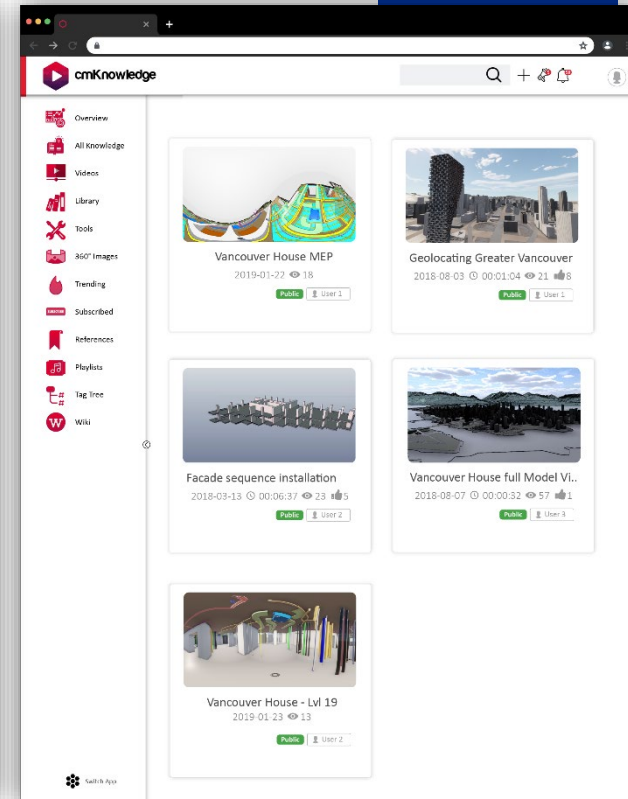 cmKnowledge
Overview
All Knowledge
Videos
Library
Tools
360° Images
Trending
Subscribed
References
Playlists
Tag Tree
Wiki
Switch App
Vancouver House MEP
2019-01-22 18
Public User 1
Geolocating Greater Vancouver
2018-08-03 00:01:04 21 8
Public User 1
Facade sequence installation
2018-03-13 00:06:37 23 5
Public User 2
Vancouver House full Model Vi..
2018-08-07 00:00:32 57 1
Public User 3
Vancouver House - Lvl 19
2019-01-23 13
Public User 2